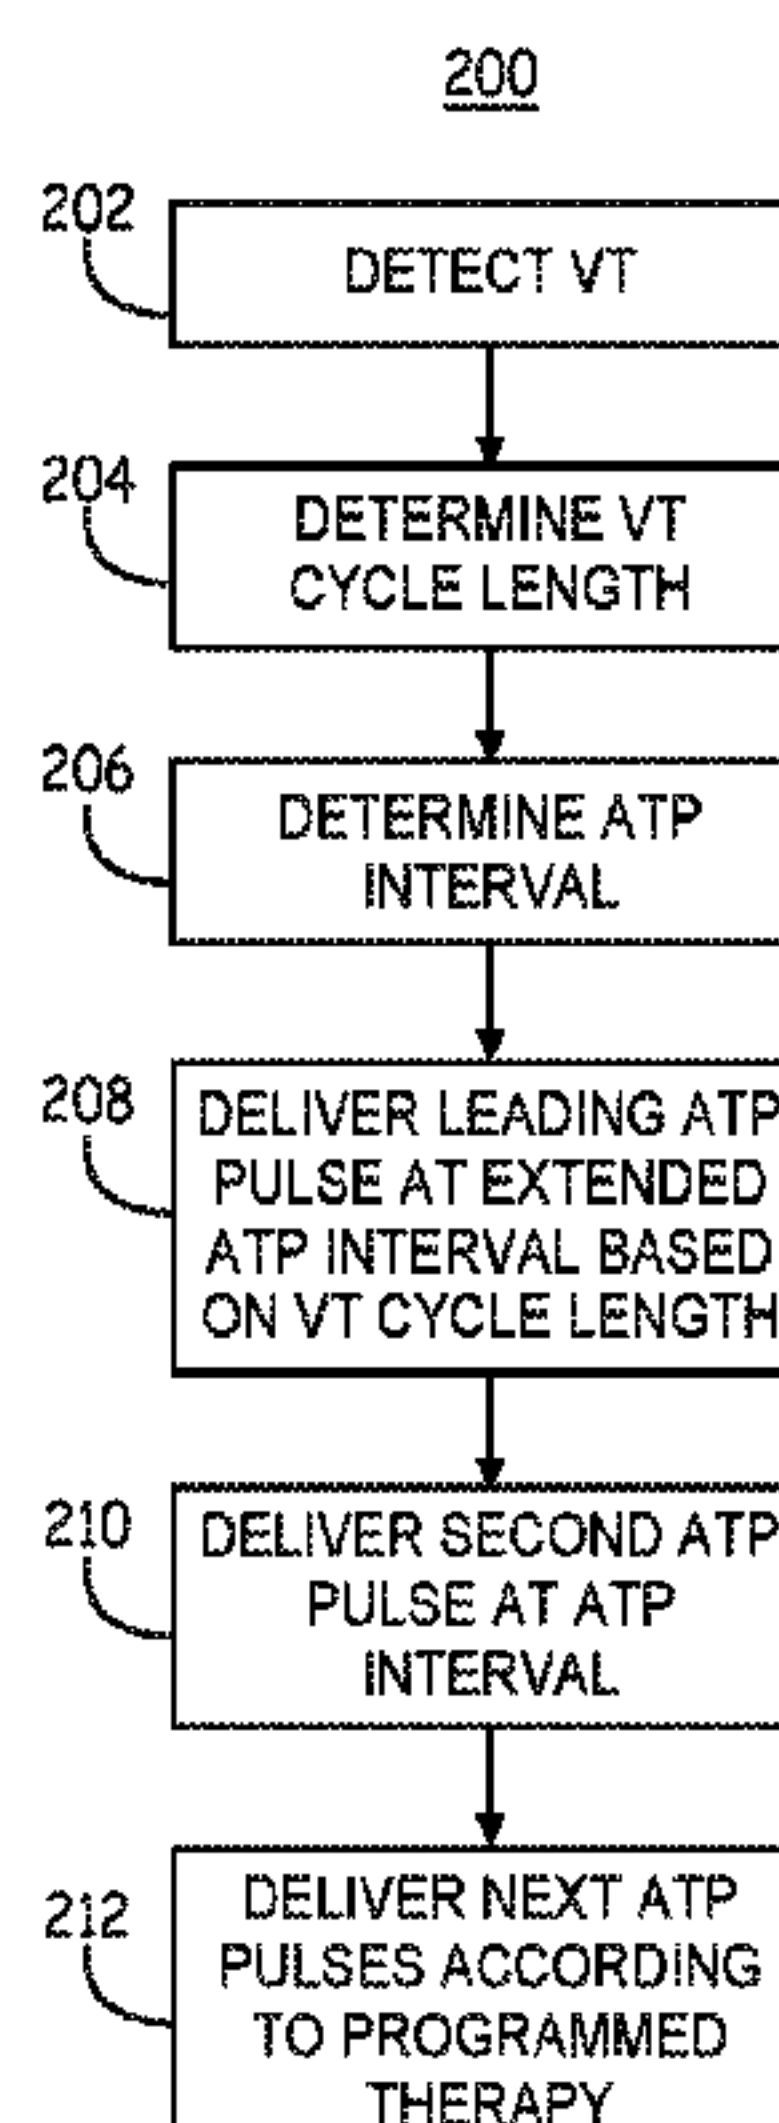 200
202
DETECT VT
204
DETERMINE VT
CYCLE LENGTH
206
DETERMINE ATP
INTERVAL
208
DELIVER LEADING ATP
PULSE AT EXTENDED
ATP INTERVAL BASED
ON VT CYCLE LENGTH
210
DELIVER SECOND ATP
PULSE AT ATP
INTERVAL
212
DELIVER NEXT ATP
PULSES ACCORDING
TO PROGRAMMED
THERAPY